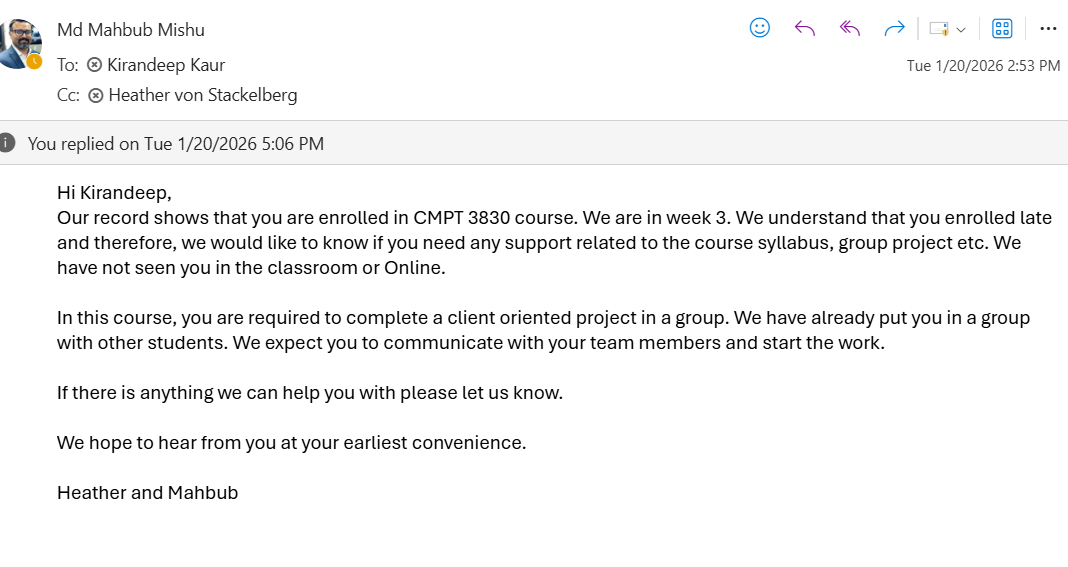 Md Mahbub Mishu
To: Kirandeep Kaur
Tue 1/20/2026 2:53 PM
Cc: Heather von Stackelberg
You replied on Tue 1/20/2026 5:06 PM
Hi Kirandeep,
Our record shows that you are enrolled in CMPT 3830 course. We are in week 3. We understand that you enrolled late
and therefore, we would like to know if you need any support related to the course syllabus, group project etc. We
have not seen you in the classroom or Online.
In this course, you are required to complete a client oriented project in a group. We have already put you in a group
with other students. We expect you to communicate with your team members and start the work.
If there is anything we can help you with please let us know.
We hope to hear from you at your earliest convenience.
Heather and Mahbub